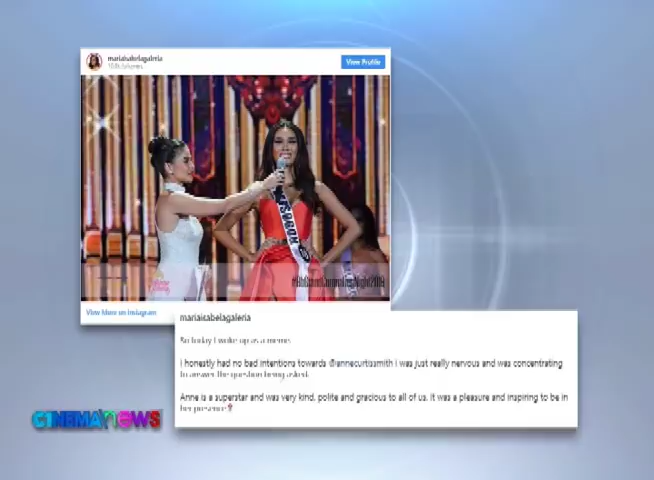 mariaisabelagaleria
View Profile
SORSOGON
View More on Instagram
mariaisabelagaleria
So today I woke up as a meme.
I honestly had no bad intentions towards @annecurtissmith i was just really nervous and was concentrating
to answer the question being asked.
Anne is a superstar and was very kind, polite and gracious to all of us. it was a pleasure and inspiring to be in
her presence
CINEMANEWS